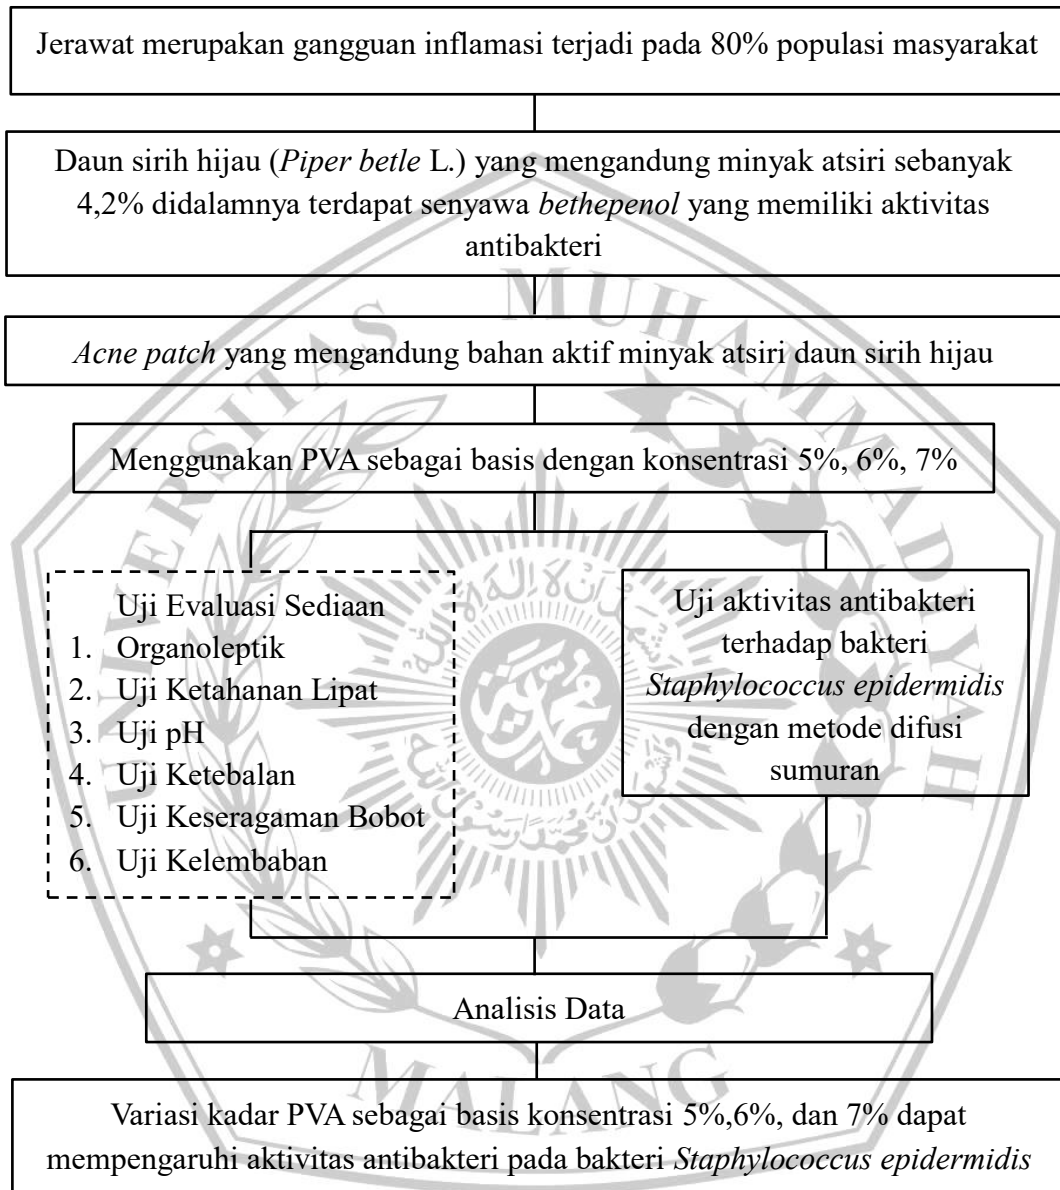 Jerawat merupakan gangguan inflamasi terjadi pada 80% populasi masyarakat
Daun sirih hijau (Piper betle L.) yang mengandung minyak atsiri sebanyak
4,2% didalamnya terdapat senyawa bethepenol yang memiliki aktivitas
antibakteri
Acne patch yang mengandung bahan aktif minyak atsiri daun sirih hijau
Menggunakan PVA sebagai basis dengan konsentrasi 5%, 6%, 7%
Uji Evaluasi Sediaan
1. Organoleptik
2. Uji Ketahanan Lipat
3. Uji pH
4. Uji Ketebalan
5. Uji Keseragaman Bobot
6. Uji Kelembaban
Uji aktivitas antibakteri
terhadap bakteri
Staphylococcus epidermidis
dengan metode difusi
sumuran
Analisis Data
Variasi kadar PVA sebagai basis konsentrasi 5%,6%, dan 7% dapat
mempengaruhi aktivitas antibakteri pada bakteri Staphylococcus epidermidis
UNIVERSITAS MUHAMMADIYAH
MALANG